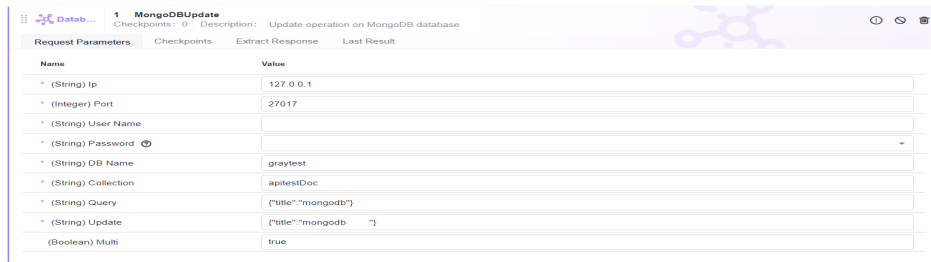 Datab... 1 MongoDBUpdate
Checkpoints: 0 Description: Update operation on MongoDB database
Request Parameters Checkpoints Extract Response Last Result
Name Value
* (String) Ip 127.0.0.1
* (Integer) Port 27017
* (String) User Name
* (String) Password
* (String) DB Name graytest
* (String) Collection apitestDoc
* (String) Query {"title":"mongodb"}
* (String) Update {"title":"mongodb "}
(Boolean) Multi true